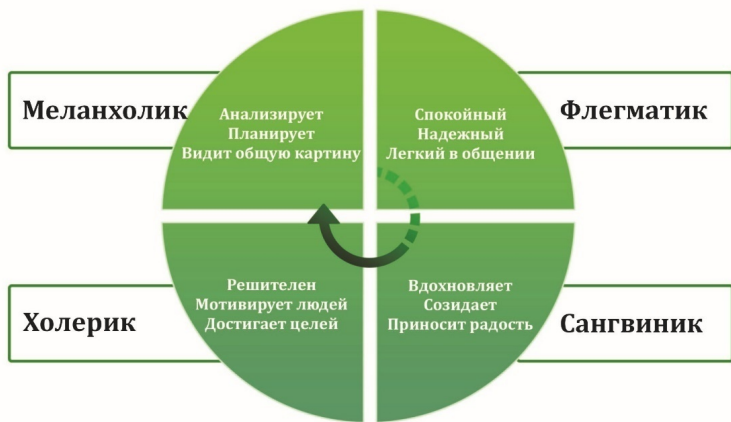 Меланхолик
Анализирует
Планирует
Видит общую картину
Спокойный
Надежный
Легкий в общении
Флегматик
Холерик
Решителен
Мотивирует людей
Достигает целей
Вдохновляет
Созидает
Приносит радость
Сангвиник